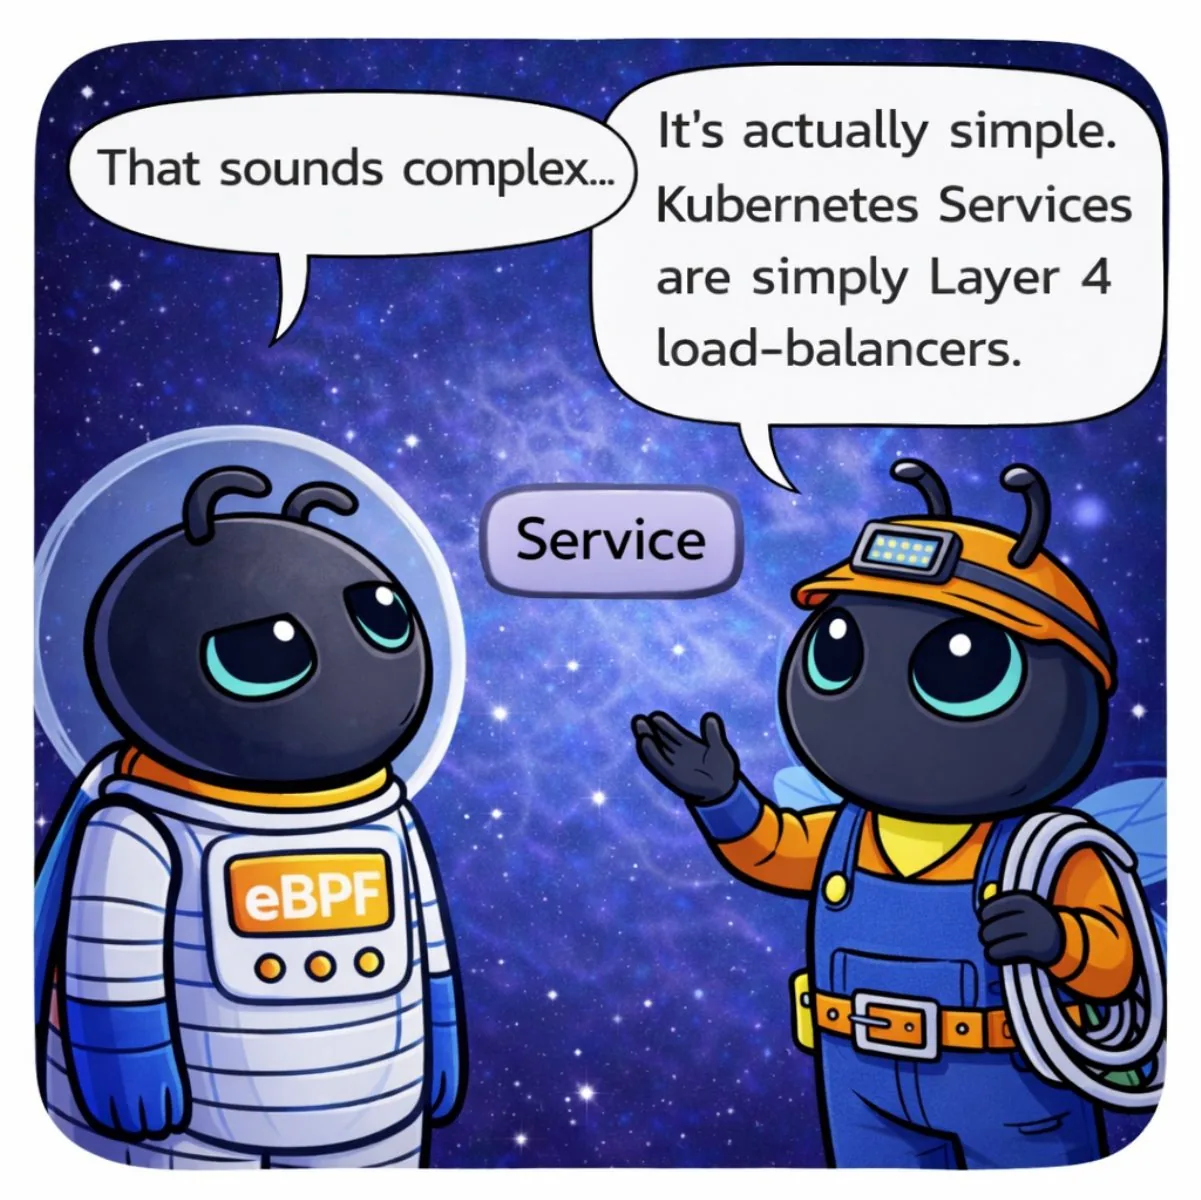 That sounds complex...
It's actually simple.
Kubernetes Services
are simply Layer 4
load-balancers.
Service
eBPF